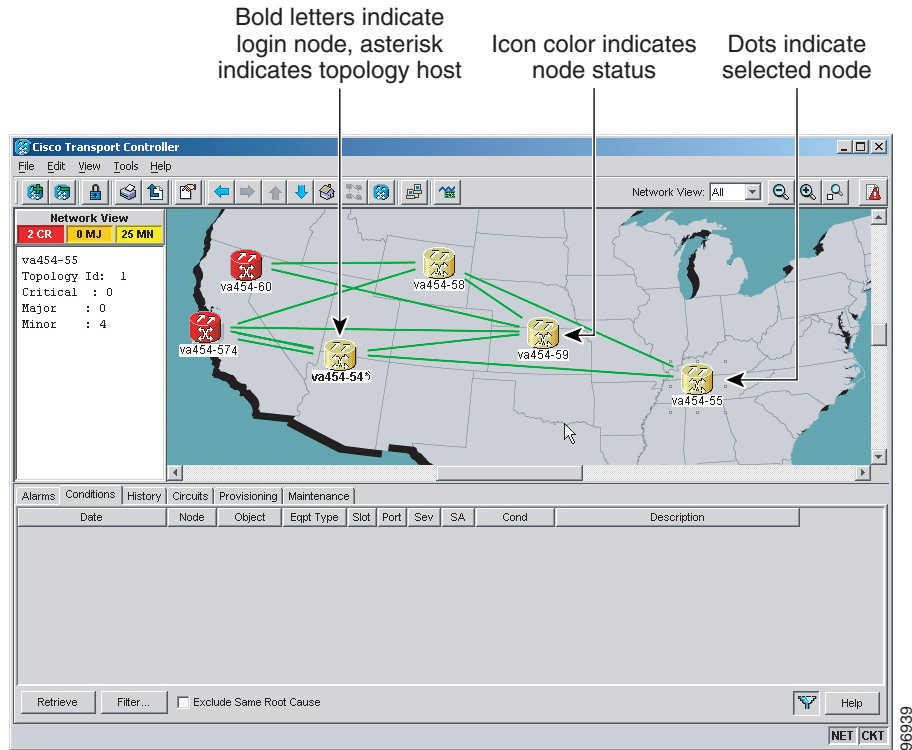 Bold letters indicate
login node, asterisk
indicates topology host
Icon color indicates
node status
Dots indicate
selected node
Cisco Transport Controller
File Edit View Tools Help
Network View: All
Network View
2 CR 0 MJ 25 MN
va454-55
Topology Id: 1
Critical : 0
Major : 0
Minor : 4
va454-60
va454-58
va454-574
va454-59
va454-54*)
va454-55
Alarms Conditions History Circuits Provisioning Maintenance
Date Node Object Eqpt Type Slot Port Sev SA Cond Description
Retrieve Filter... Exclude Same Root Cause Help
NET CKT
96939